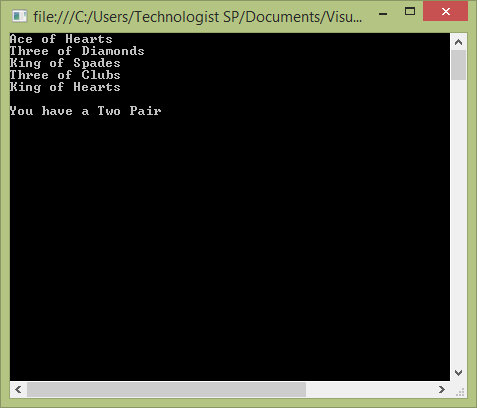 file:///C:/Users/Technologist SP/Documents/Visu...
Ace of Hearts
Three of Diamonds
King of Spades
Three of Clubs
King of Hearts
You have a Two Pair